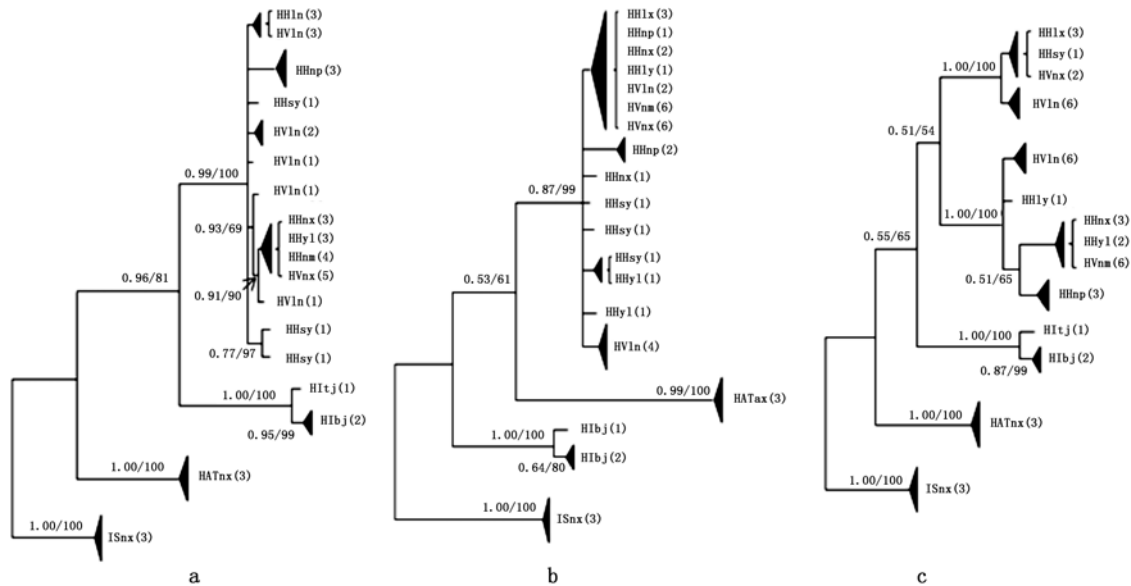 HHln(3)
HVln(3)
HHnp(3)
HHsy(1)
HVln(2)
HVln(1)
0.99/100
HVln(1)
0.93/69
HHnx(3)
HHyl(3)
HHnm(4)
HVnx(5)
0.96/81
0.91/90
HVln(1)
HHsy(1)
0.77/97
HHsy(1)
HItj(1)
1.00/100
HIbj(2)
0.95/99
1.00/100
HATnx(3)
1.00/100
ISnx(3)
a
HHlx(3)
HHnp(1)
HHnx(2)
HHly(1)
HVln(2)
HVnm(6)
HVnx(6)
HHnp(2)
HHnx(1)
0.87/99
HHsy(1)
HHsy(1)
HHsy(1)
HHyl(1)
0.53/61
HHyl(1)
HVln(4)
0.99/100
HATax(3)
HIbj(1)
1.00/100
HIbj(2)
0.64/80
1.00/100
ISnx(3)
b
HHlx(3)
HHsy(1)
HVnx(2)
1.00/100
HVln(6)
0.51/54
HVln(6)
HHly(1)
1.00/100
HHnx(3)
HHyl(2)
HVnm(6)
0.55/65
0.51/65
HHnp(3)
HItj(1)
1.00/100
HIbj(2)
0.87/99
1.00/100
HATnx(3)
1.00/100
ISnx(3)
c